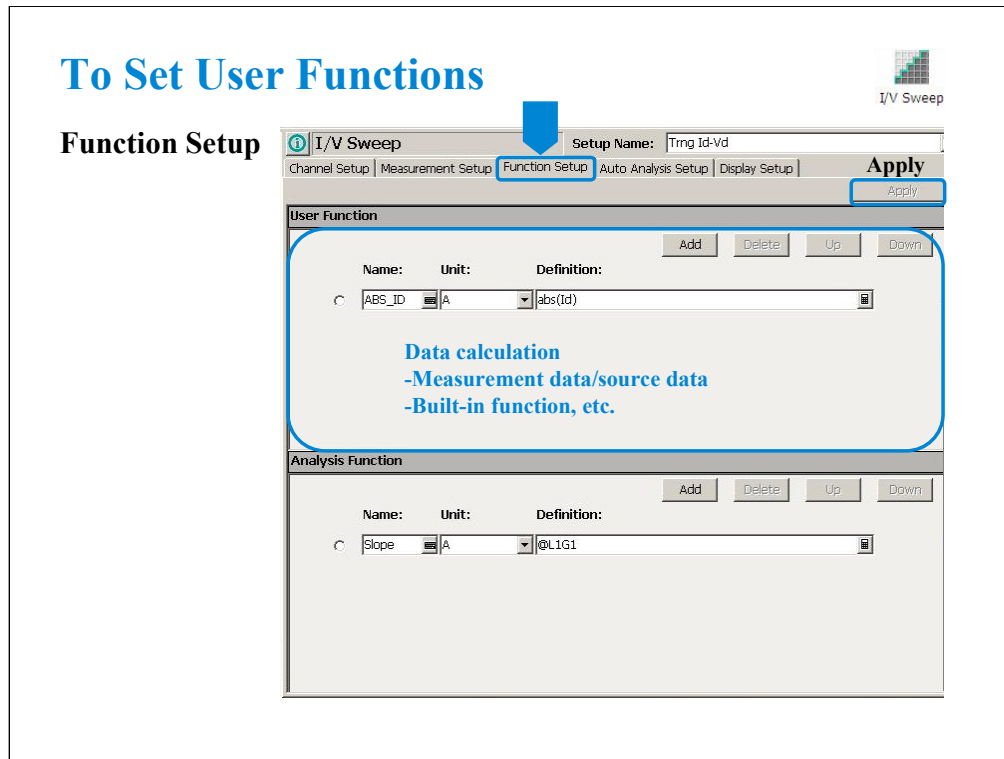 To Set User Functions
I/V Sweep
Function Setup
I/V Sweep Setup Name: Trng Id-Vd
Channel Setup Measurement Setup Function Setup Auto Analysis Setup Display Setup Apply
Apply
User Function
Add Delete Up Down
Name: Unit: Definition:
ABS_ID A abs(Id)
Data calculation
-Measurement data/source data
-Built-in function, etc.
Analysis Function
Add Delete Up Down
Name: Unit: Definition:
Slope A @L1G1